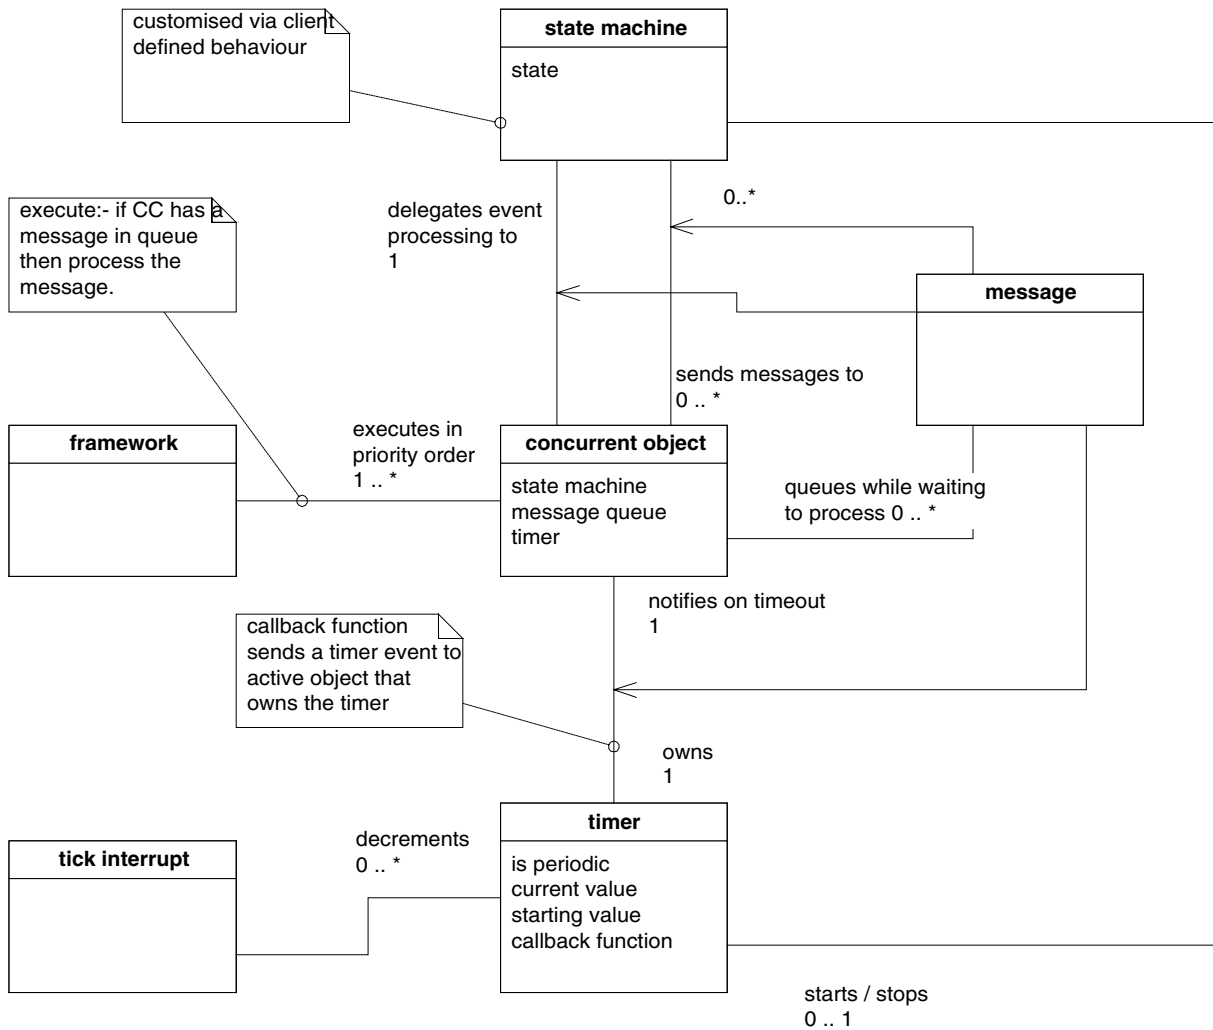 customised via client
defined behaviour
state machine
state
execute:- if CC has a
message in queue
then process the
message.
delegates event
processing to
1
0..*
message
sends messages to
0 .. *
framework
executes in
priority order
1 .. *
concurrent object
state machine
message queue
timer
queues while waiting
to process 0 .. *
notifies on timeout
1
callback function
sends a timer event to
active object that
owns the timer
owns
1
tick interrupt
decrements
0 .. *
timer
is periodic
current value
starting value
callback function
starts / stops
0 .. 1